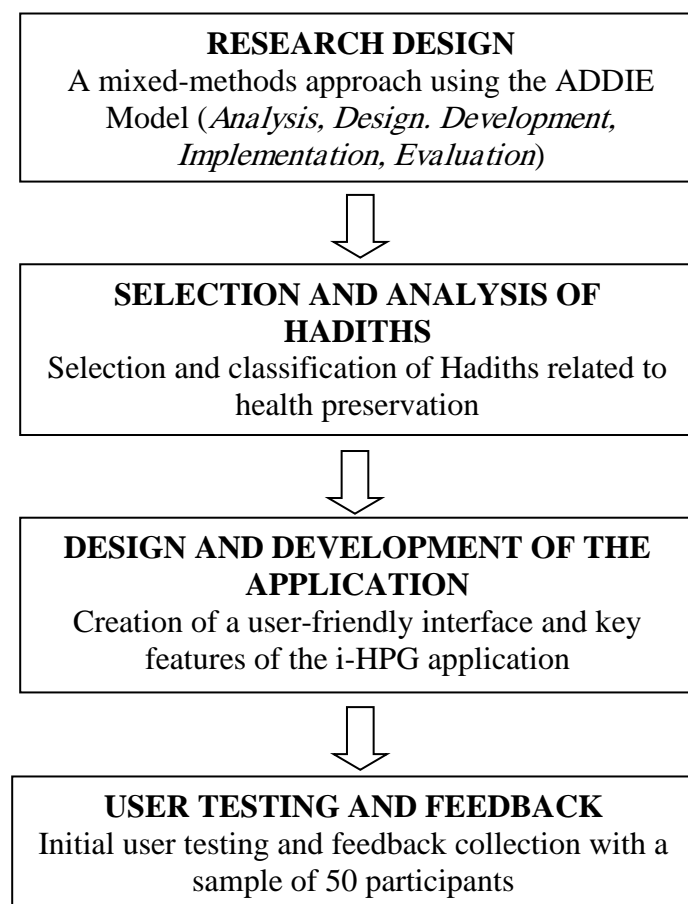 RESEARCH DESIGN
A mixed-methods approach using the ADDIE
Model (Analysis, Design. Development,
Implementation, Evaluation)
SELECTION AND ANALYSIS OF
HADITHS
Selection and classification of Hadiths related to
health preservation
DESIGN AND DEVELOPMENT OF THE
APPLICATION
Creation of a user-friendly interface and key
features of the i-HPG application
USER TESTING AND FEEDBACK
Initial user testing and feedback collection with a
sample of 50 participants